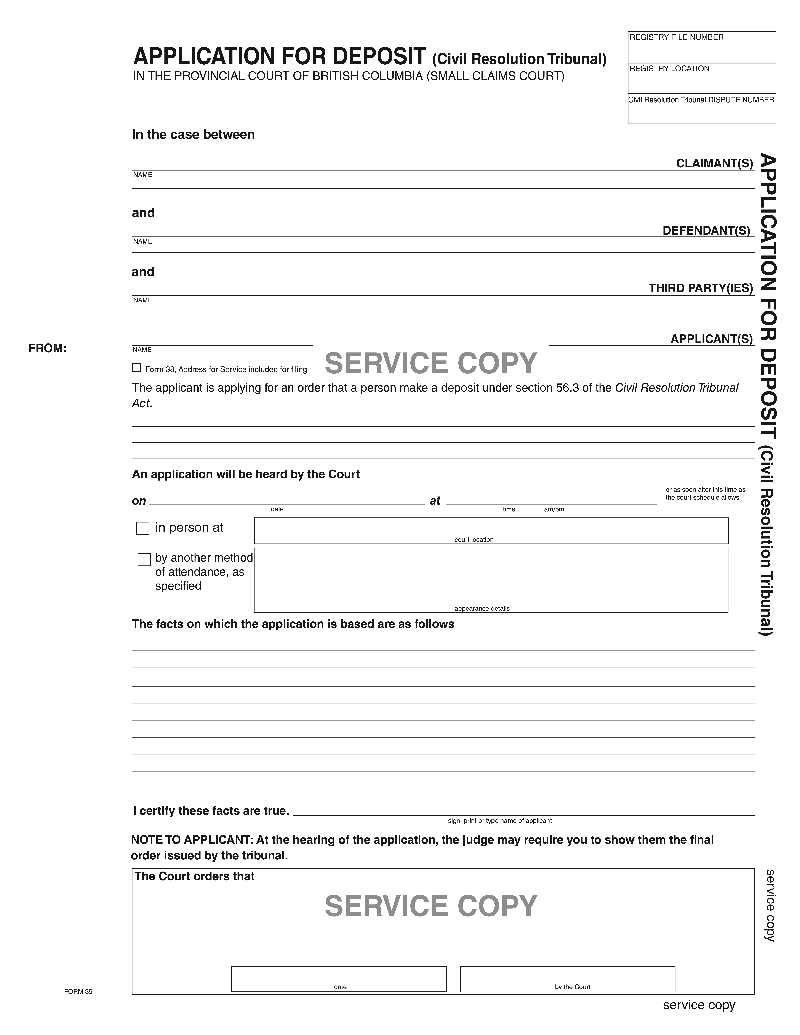 REGISTRY FILE NUMBER
APPLICATION FOR DEPOSIT (Civil Resolution Tribunal)
IN THE PROVINCIAL COURT OF BRITISH COLUMBIA (SMALL CLAIMS COURT)
REGISTRY LOCATION
Civil Resolution Tribunal DISPUTE NUMBER
In the case between
CLAIMANT(S)
NAME
and
DEFENDANT(S)
NAME
and
THIRD PARTY(IES)
NAME
APPLICANT(S)
FROM:
NAME
SERVICE COPY
Form 38, Address for Service included for filing
The applicant is applying for an order that a person make a deposit under section 56.3 of the Civil Resolution Tribunal
Act.
An application will be heard by the Court
on at
or as soon after this time as
the court schedule allows
date time am/pm
in person at
court location
by another method
of attendance, as
specified
appearance details
The facts on which the application is based are as follows
I certify these facts are true.
sign, print or type name of applicant
NOTE TO APPLICANT: At the hearing of the application, the judge may require you to show them the final
order issued by the tribunal.
The Court orders that
SERVICE COPY
date by the Court
FORM 35
service copy
APPLICATION FOR DEPOSIT (Civil Resolution Tribunal)
service copy